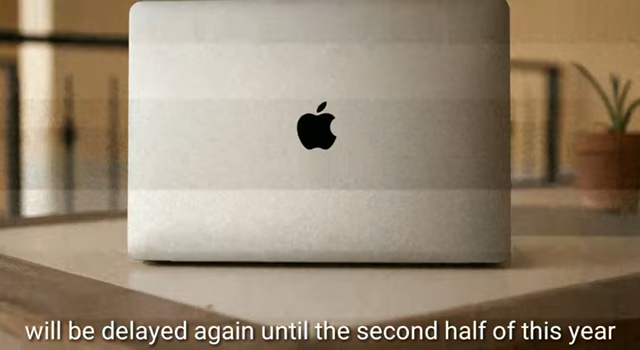 will be delayed again until the second half of this year